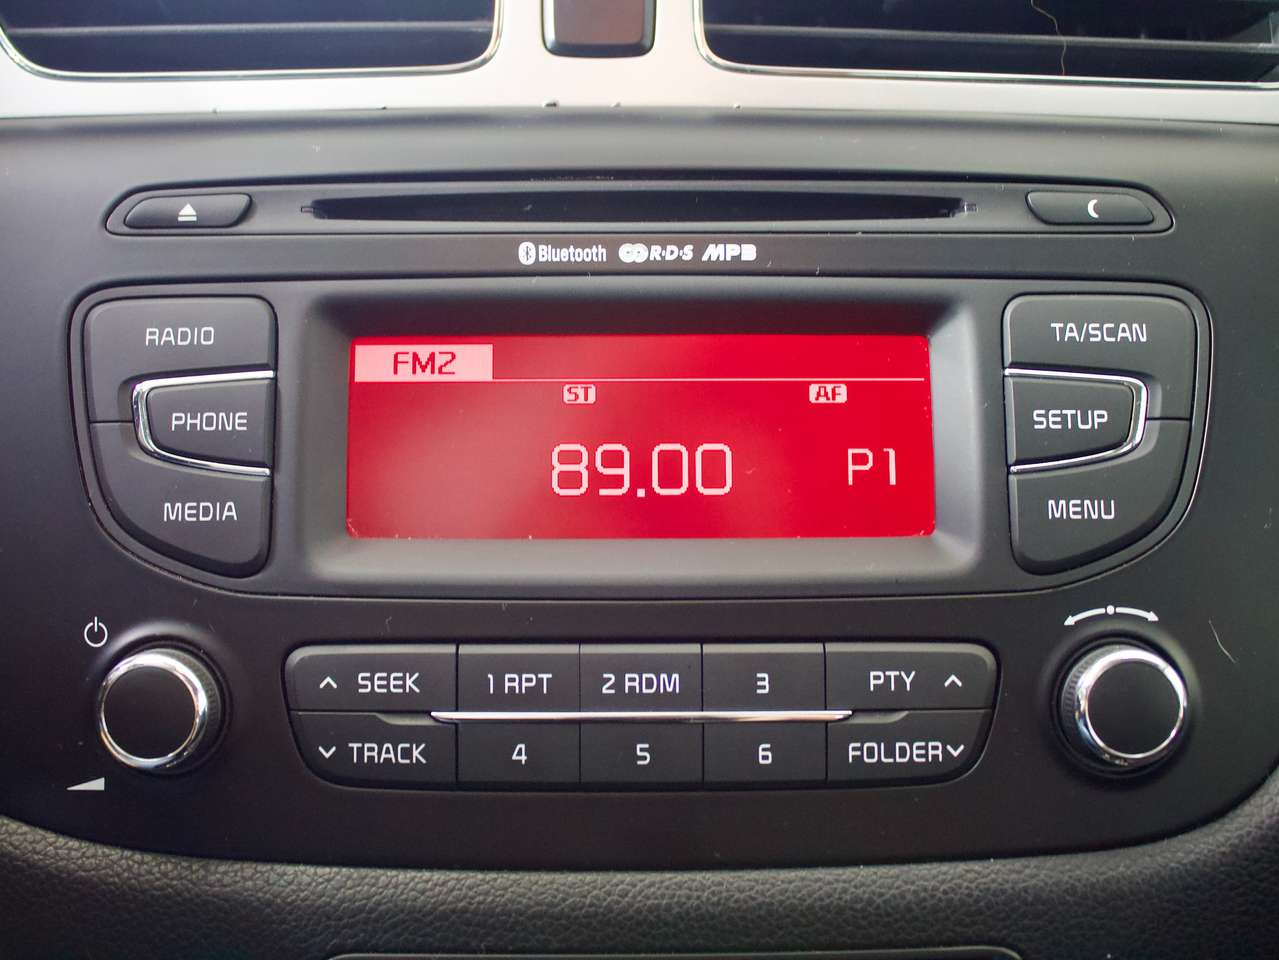 Bluetooth R·D·S MP3
RADIO
FM2
TA/SCAN
ST AF
PHONE
89.00 P1
SETUP
MEDIA
MENU
SEEK
1 RPT
2 RDM
3
PTY
TRACK
4
5
6
FOLDER